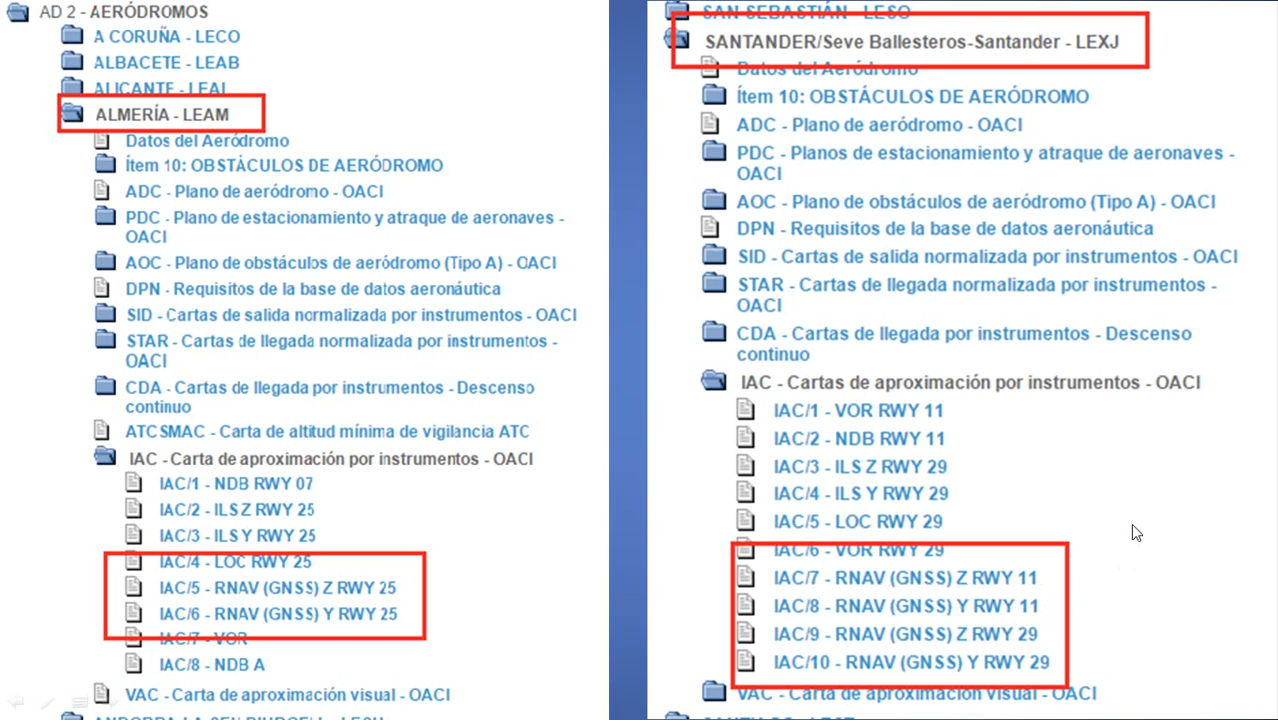 AD 2 - AERÓDROMOS
A CORUÑA - LECO
ALBACETE - LEAB
ALICANTE - LEAL
ALMERÍA - LEAM
Datos del Aeródromo
Ítem 10: OBSTÁCULOS DE AERÓDROMO
ADC - Plano de aeródromo - OACI
PDC - Plano de estacionamiento y atraque de aeronaves -
OACI
AOC - Plano de obstáculos de aeródromo (Tipo A) - OACI
DPN - Requisitos de la base de datos aeronáutica
SID - Cartas de salida normalizada por instrumentos - OACI
STAR - Cartas de llegada normalizada por instrumentos -
OACI
CDA - Cartas de llegada por instrumentos - Descenso
continuo
ATCSMAC - Carta de altitud mínima de vigilancia ATC
IAC - Carta de aproximación por instrumentos - OACI
IAC/1 - NDB RWY 07
IAC/2 - ILS Z RWY 25
IAC/3 - ILS Y RWY 25
IAC/4 - LOC RWY 25
IAC/5 - RNAV (GNSS) Z RWY 25
IAC/6 - RNAV (GNSS) Y RWY 25
IAC/7 - VOR
IAC/8 - NDB A
VAC - Carta de aproximación visual - OACI
SAN SEBASTIÁN - LESO
SANTANDER/Seve Ballesteros-Santander - LEXJ
Datos del Aeródromo
Ítem 10: OBSTÁCULOS DE AERÓDROMO
ADC - Plano de aeródromo - OACI
PDC - Planos de estacionamiento y atraque de aeronaves -
OACI
AOC - Plano de obstáculos de aeródromo (Tipo A) - OACI
DPN - Requisitos de la base de datos aeronáutica
SID - Cartas de salida normalizada por instrumentos - OACI
STAR - Cartas de llegada normalizada por instrumentos -
OACI
CDA - Cartas de llegada por instrumentos - Descenso
continuo
IAC - Cartas de aproximación por instrumentos - OACI
IAC/1 - VOR RWY 11
IAC/2 - NDB RWY 11
IAC/3 - ILS Z RWY 29
IAC/4 - ILS Y RWY 29
IAC/5 - LOC RWY 29
IAC/6 - VOR RWY 29
IAC/7 - RNAV (GNSS) Z RWY 11
IAC/8 - RNAV (GNSS) Y RWY 11
IAC/9 - RNAV (GNSS) Z RWY 29
IAC/10 - RNAV (GNSS) Y RWY 29
VAC - Carta de aproximación visual - OACI